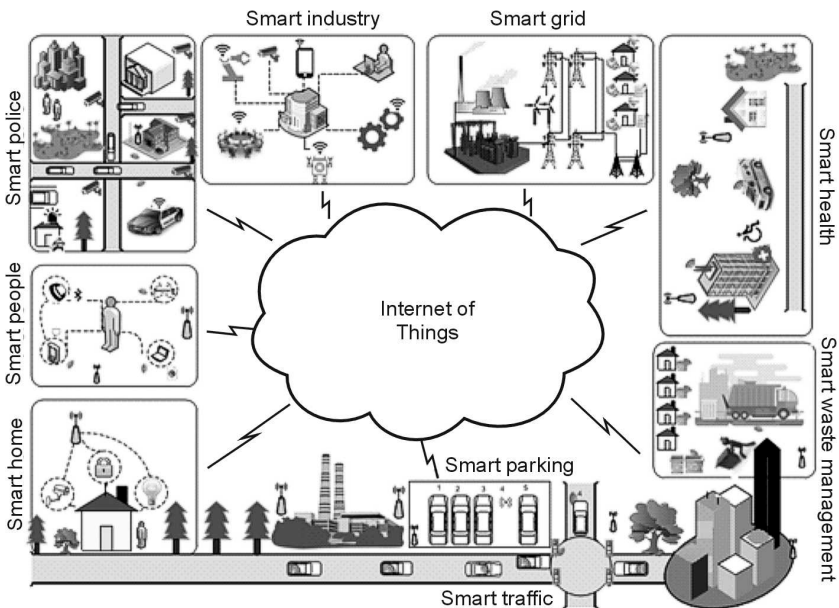 Smart industry
Smart grid
Smart police
Smart health
Smart people
Internet of
Things
Smart home
Smart waste management
Smart parking
1 2 3 4 5
Smart traffic